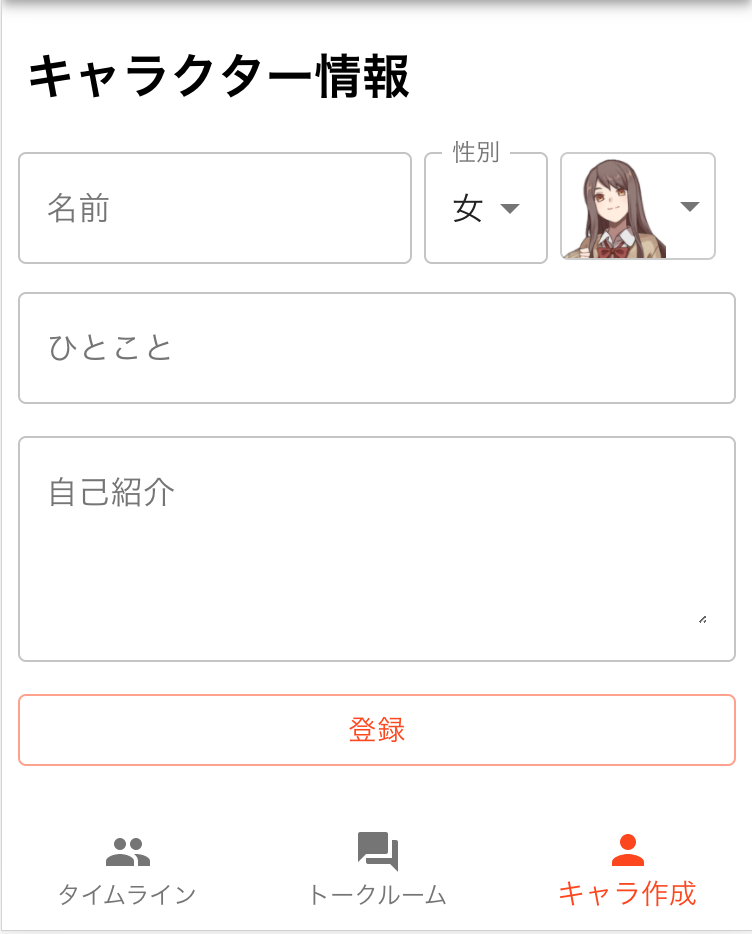 キャラクター情報
性別
名前
女
ひとこと
自己紹介
登録
タイムライン
トークルーム
キャラ作成